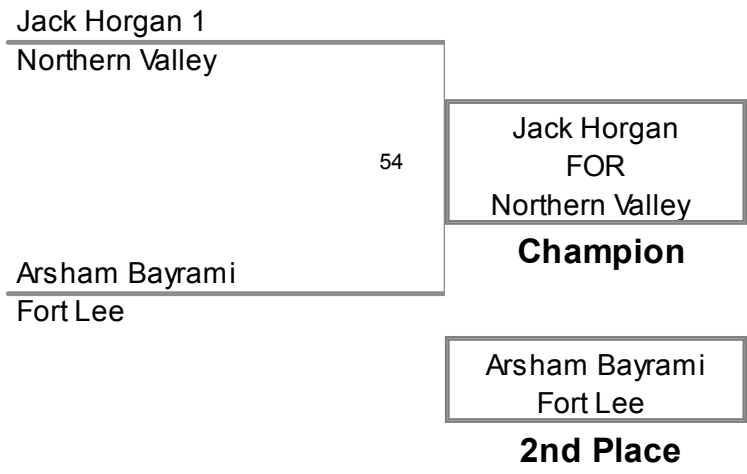 Jack Horgan 1
Northern Valley
54
Jack Horgan
FOR
Northern Valley
Champion
Arsham Bayrami
Fort Lee
Arsham Bayrami
Fort Lee
2nd Place